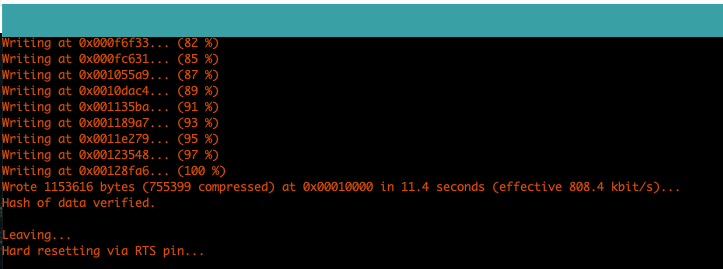 Writing at 0x000f6f33... (82 %)
Writing at 0x000fc631... (85 %)
Writing at 0x001055a9... (87 %)
Writing at 0x0010dac4... (89 %)
Writing at 0x001135ba... (91 %)
Writing at 0x001189a7... (93 %)
Writing at 0x0011e279... (95 %)
Writing at 0x00123548... (97 %)
Writing at 0x00128fa6... (100 %)
Wrote 1153616 bytes (755399 compressed) at 0x00010000 in 11.4 seconds (effective 808.4 kbit/s)...
Hash of data verified.
Leaving...
Hard resetting via RTS pin...